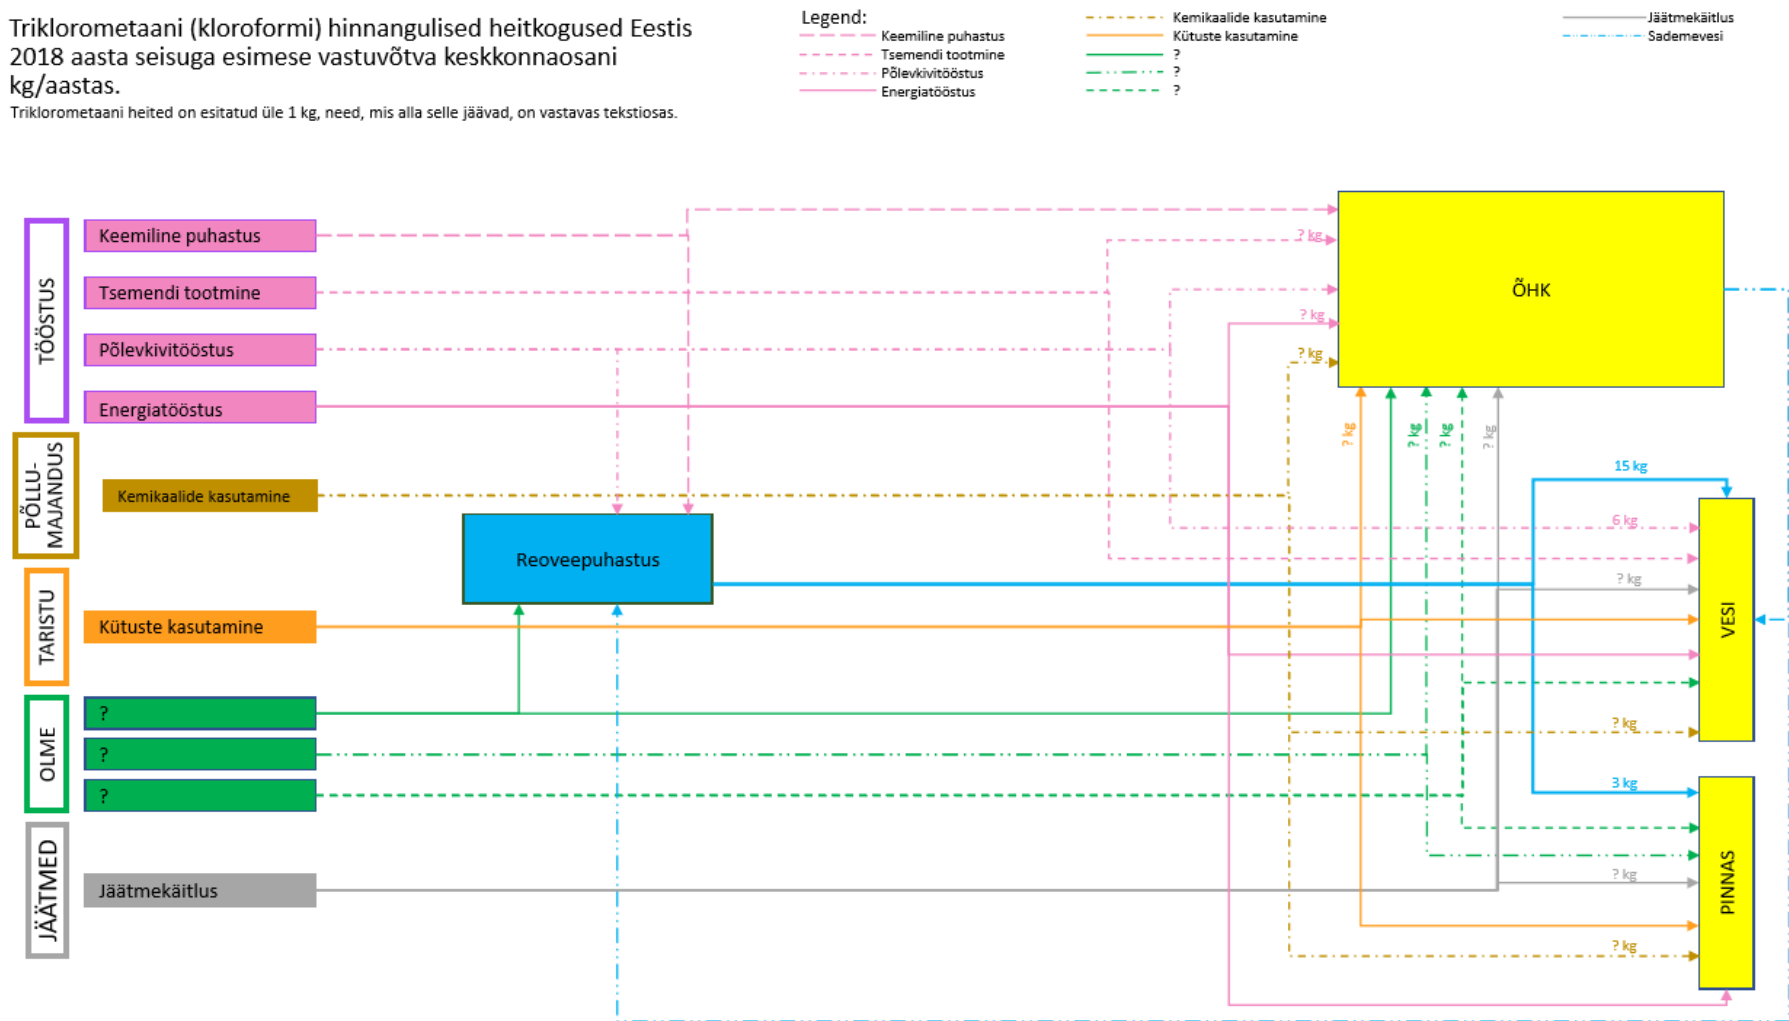 Triklorometaani (kloroformi) hinnangulised heitkogused Eestis
2018 aasta seisuga esimese vastuvõtva keskkonnaosani
kg/aastas.
Triklorometaani heited on esitatud üle 1 kg, need, mis alla selle jäävad, on vastavas tekstiosas.
Legend:
Keemiline puhastus
Tsemendi tootmine
Põlevkivitööstus
Energiatööstus
Kemikaalide kasutamine
Kütuste kasutamine
?
?
?
Jäätmekäitlus
Sademevesi
TÖÖSTUS
Keemiline puhastus
Tsemendi tootmine
Põlevkivitööstus
Energiatööstus
PÕLLU-
MAJANDUS
Kemikaalide kasutamine
TARISTU
Kütuste kasutamine
OLME
?
?
?
JÄÄTMED
Jäätmekäitlus
Reoveepuhastus
? kg
? kg
? kg
ÕHK
? kg
? kg
? kg
? kg
15 kg
6 kg
? kg
? kg
VESI
3 kg
? kg
? kg
PINNAS